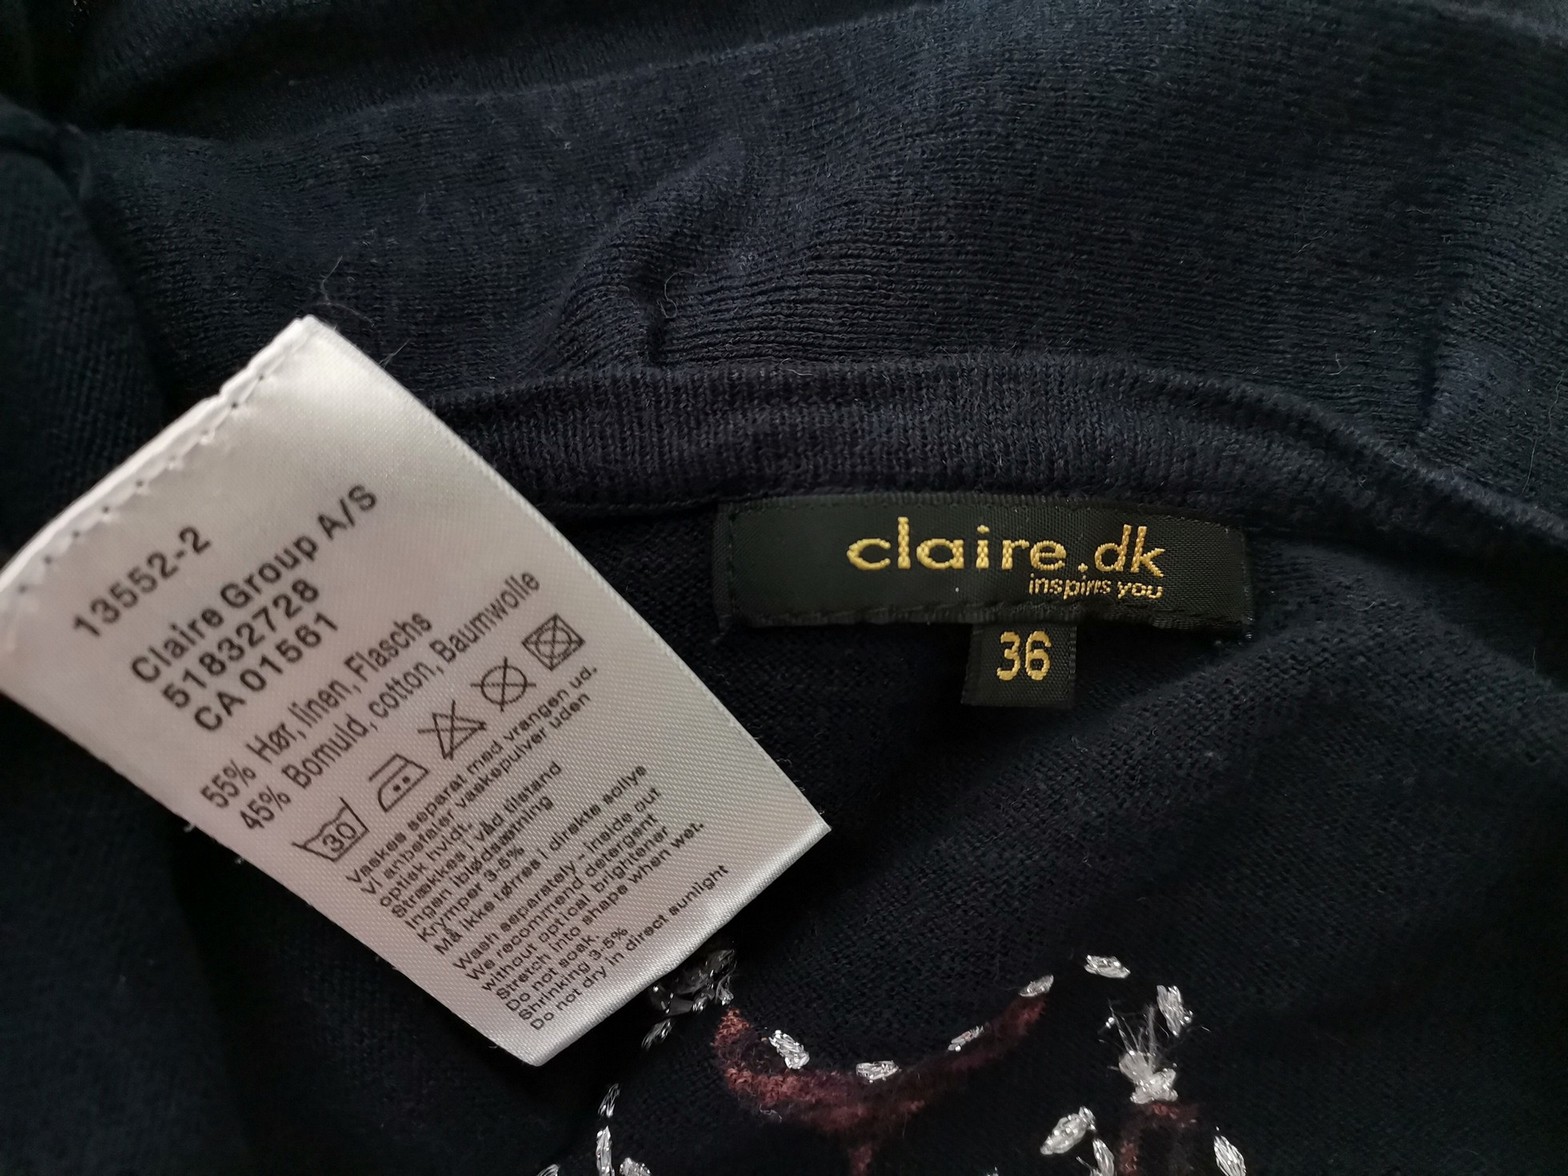 13552-2
Claire Group A/S
51832728
CA 01561
55% Hør, linen, Flaschs
45% Bomuld, cotton, Baumwolle
30
Vaskes separat med vrangen ud.
Vi anbefaler vaskepulver uden
optisk hvidt. Våd tilstand
Ingen iblødsætning
Krymper 3-5%
Må ikke tørres i direkte sollys
Wash separately - inside out
We recommend detergent
without optical brightener.
Stretch into shape when wet.
Do not soak.
Shrinking 3-5%
Do not dry in direct sunlight
claire.dk
inspires you
36